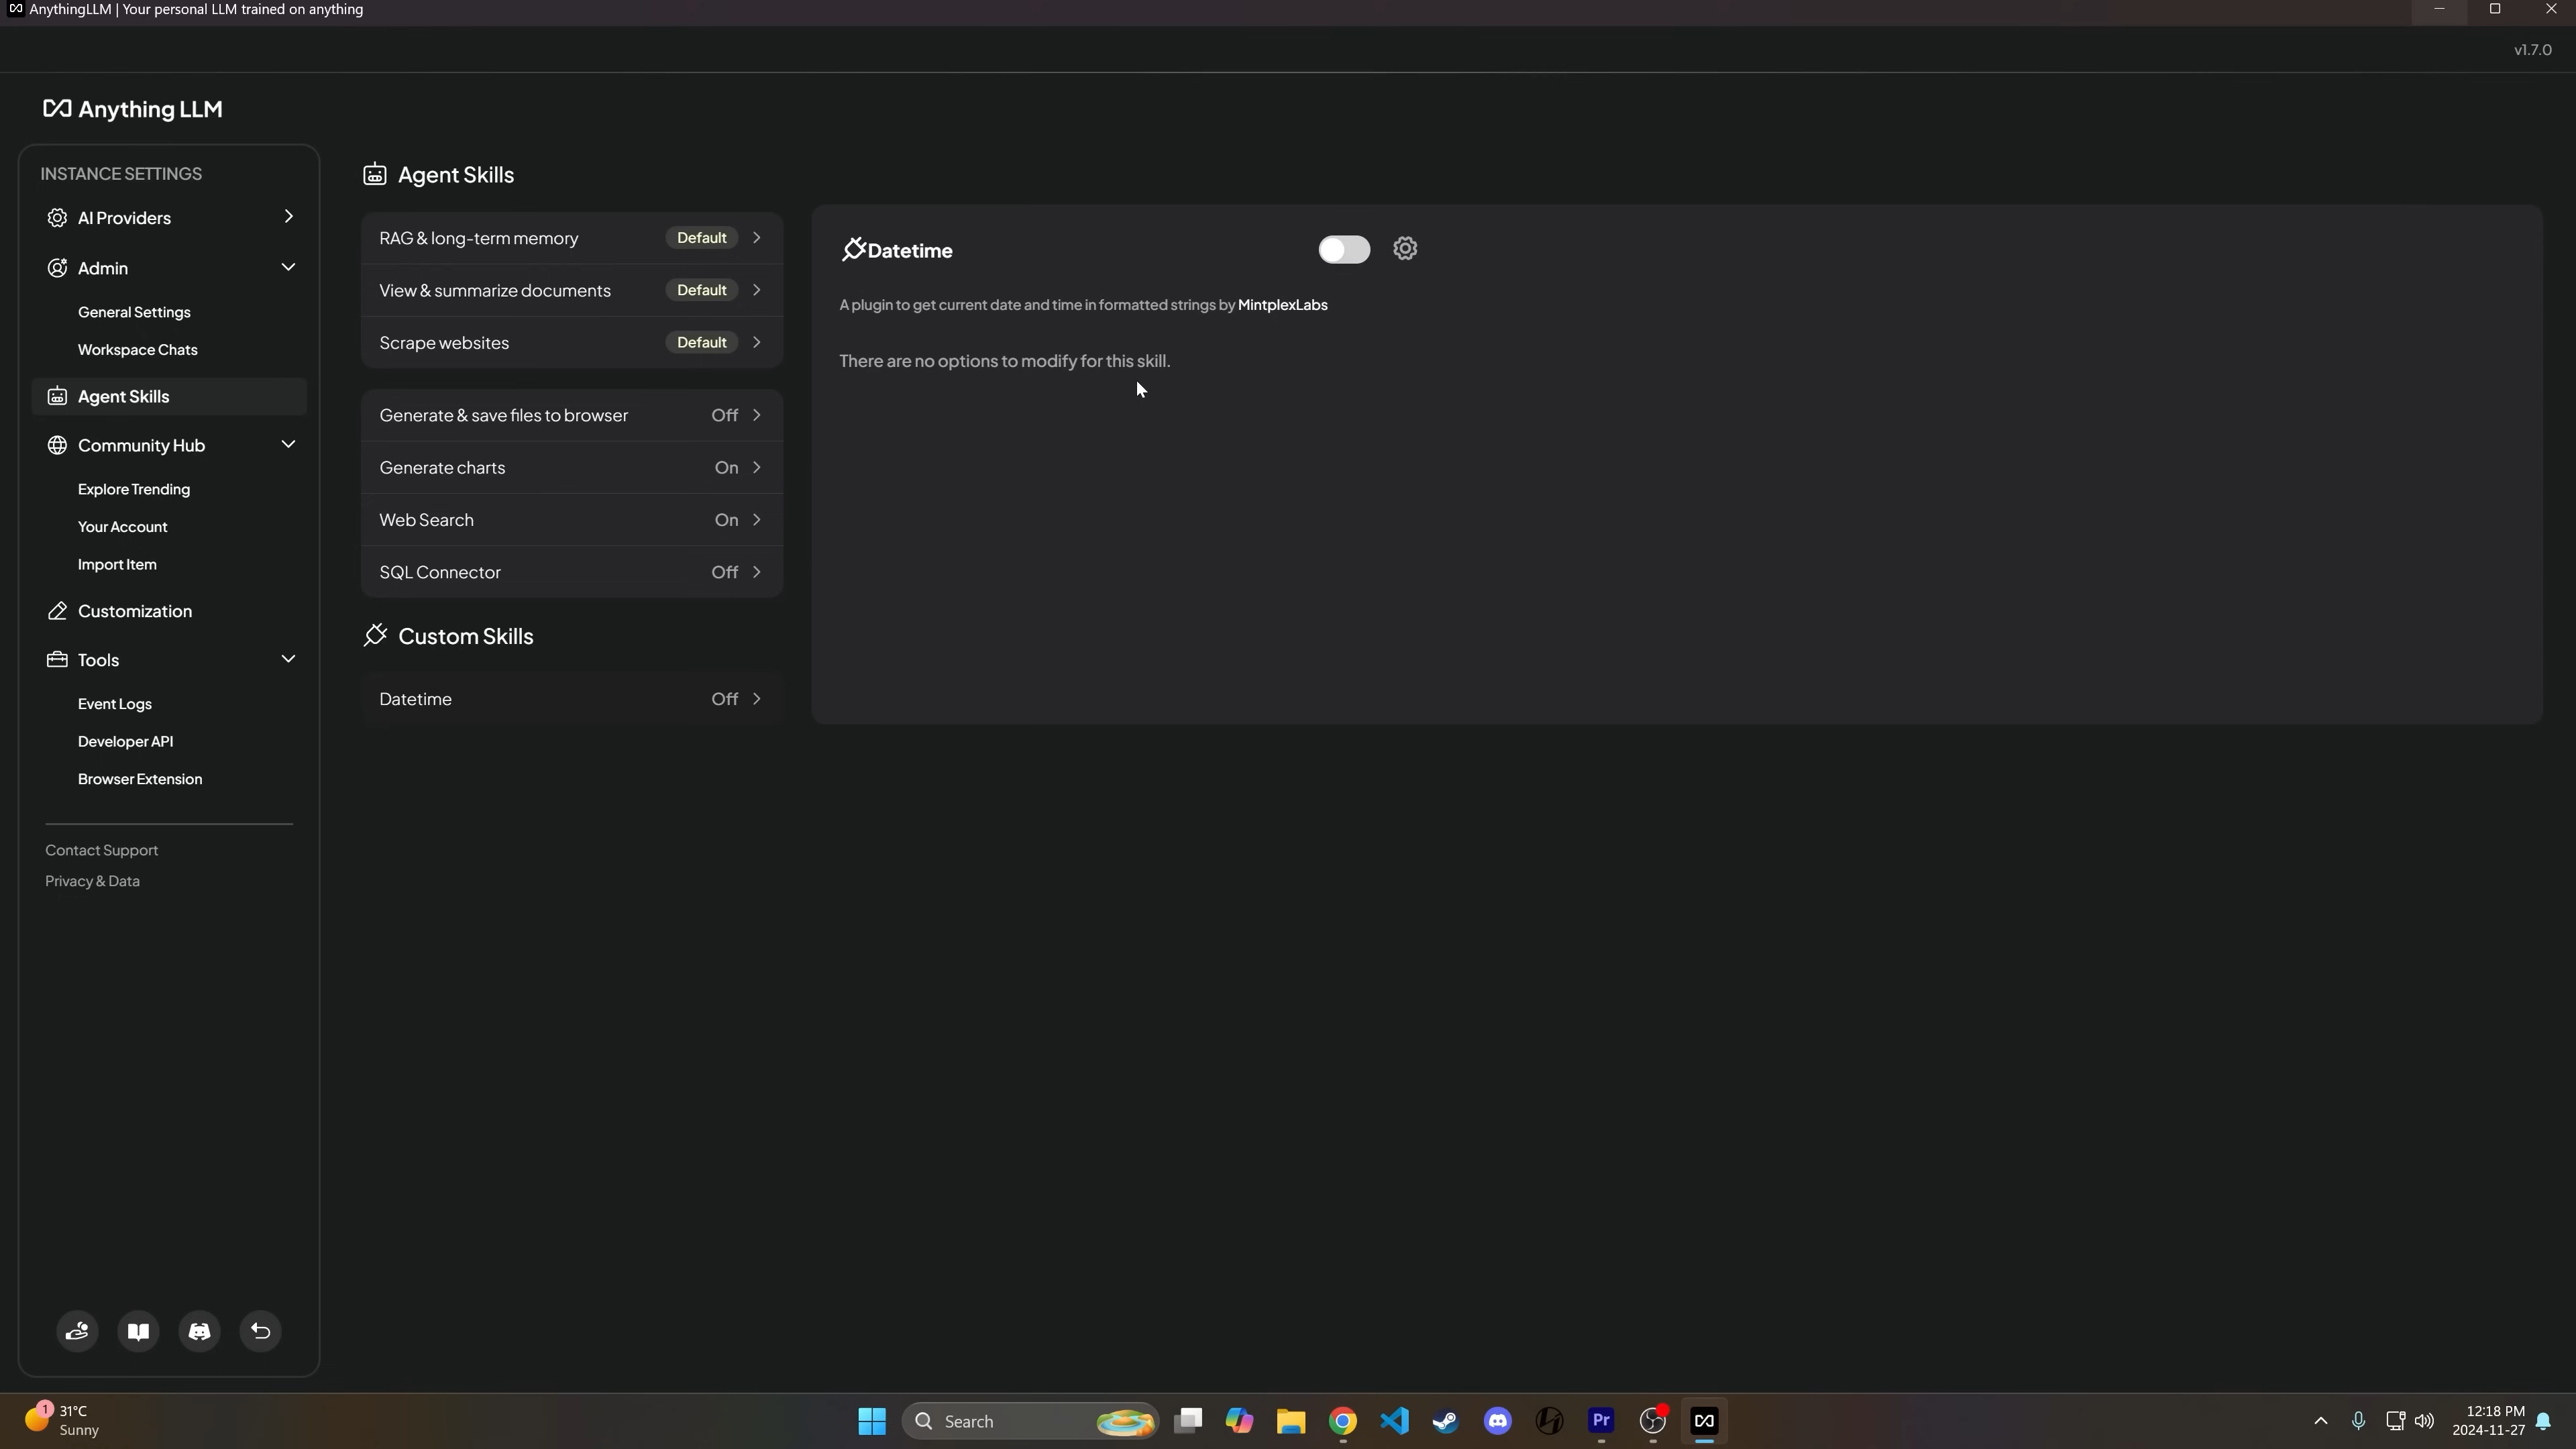 AnythingLLM | Your personal LLM trained on anything
v1.7.0
Anything LLM
INSTANCE SETTINGS
AI Providers
Admin
General Settings
Workspace Chats
Agent Skills
Community Hub
Explore Trending
Your Account
Import Item
Customization
Tools
Event Logs
Developer API
Browser Extension
Contact Support
Privacy & Data
Agent Skills
RAG & long-term memory Default
View & summarize documents Default
Scrape websites Default
Generate & save files to browser Off
Generate charts On
Web Search On
SQL Connector Off
Custom Skills
Datetime Off
Datetime
A plugin to get current date and time in formatted strings by MintplexLabs
There are no options to modify for this skill.
1
31°C
Sunny
Search
Pr
12:18 PM
2024-11-27